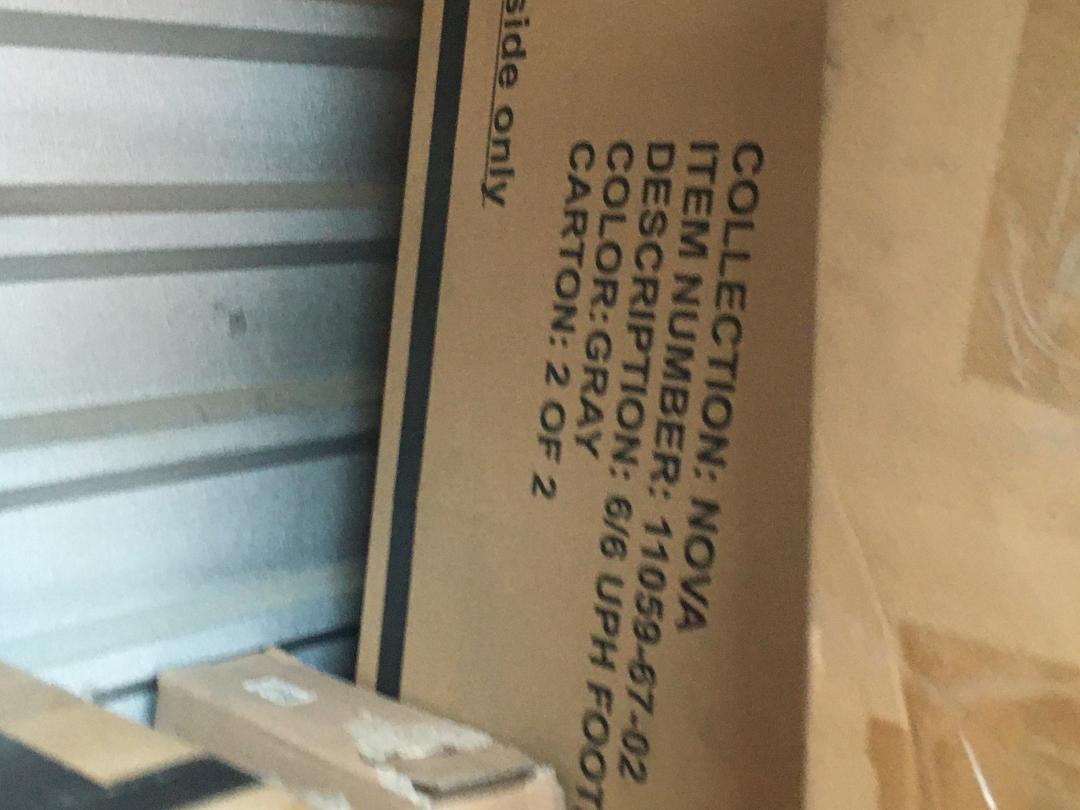 side only
COLLECTION: NOVA
ITEM NUMBER: 11059-67-02
DESCRIPTION: 6/6 UPH FOOT
COLOR: GRAY
CARTON: 2 OF 2